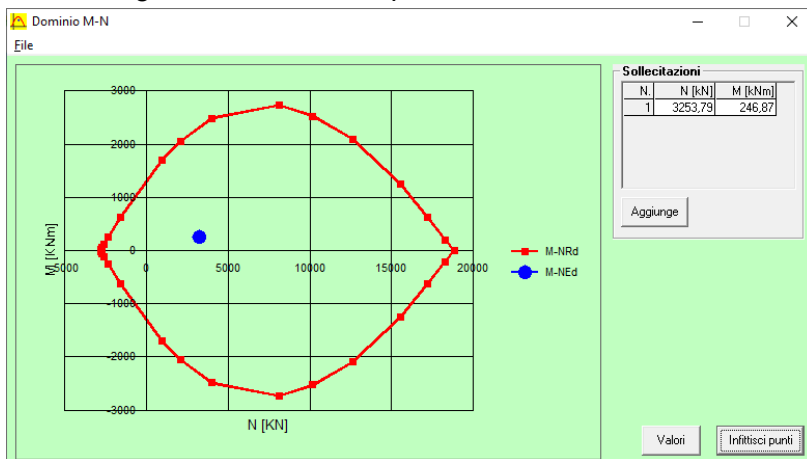 Dominio M-N
File
3000
2000
1000
0
-1000
-2000
-3000
M [KNm]
5000
0
5000
10000
15000
20000
N [KN]
M-NRd
M-NEd
Sollecitazioni
N. N [kN] M [kNm]
1 3253,79 246,87
Aggiunge
Valori
Infittisci punti